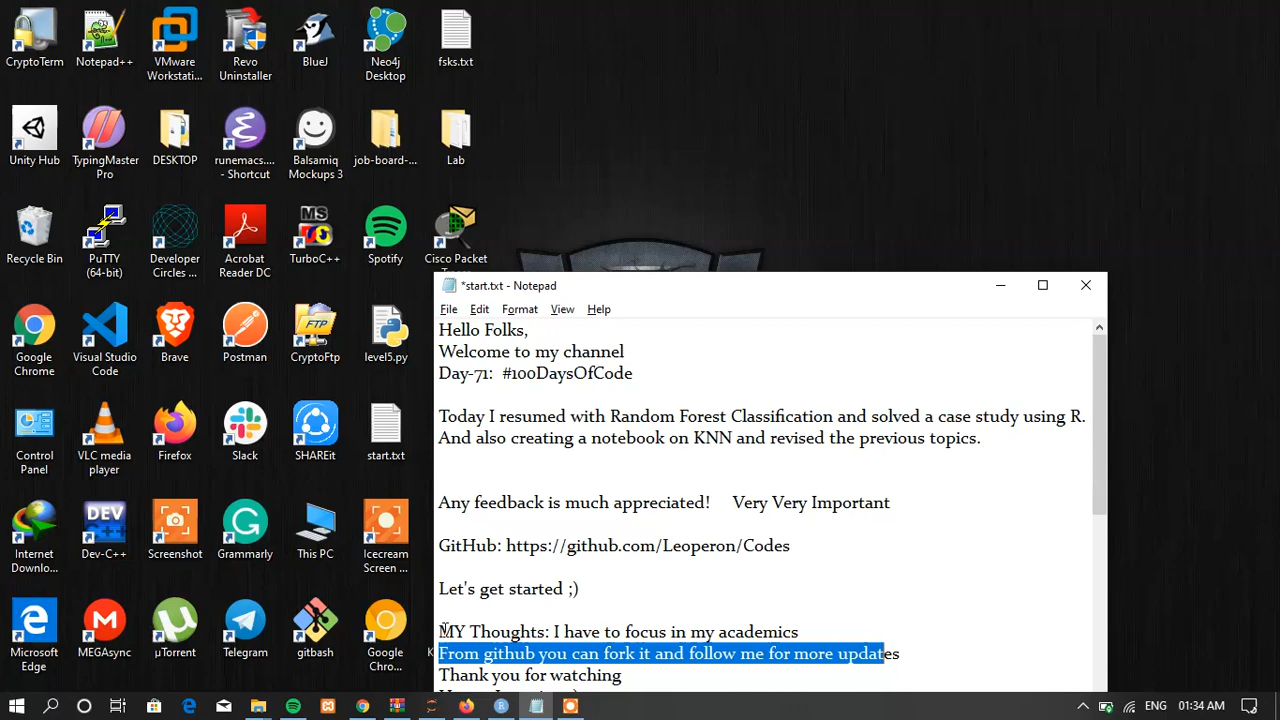 CryptoTerm
Notepad++
VMware Workstati...
Revo Uninstaller
BlueJ
Neo4j Desktop
fsks.txt
Unity Hub
TypingMaster Pro
DESKTOP
runemacs.... - Shortcut
Balsamiq Mockups 3
job-board-...
Lab
Recycle Bin
PuTTY (64-bit)
Developer Circles ...
Acrobat Reader DC
MS
TurboC++
Spotify
Cisco Packet
Google Chrome
Visual Studio Code
Brave
Postman
FTP
CryptoFtp
level5.py
Control Panel
VLC media player
Firefox
Slack
SHAREit
start.txt
Internet Downlo...
DEV
Dev-C++
Screenshot
Grammarly
This PC
Icecream Screen ...
Microsoft Edge
MEGAsync
µTorrent
Telegram
gitbash
Google Chro...
*start.txt - Notepad
File Edit Format View Help
Hello Folks,
Welcome to my channel
Day-71: #100DaysOfCode
Today I resumed with Random Forest Classification and solved a case study using R.
And also creating a notebook on KNN and revised the previous topics.
Any feedback is much appreciated! Very Very Important
GitHub: https://github.com/Leoperon/Codes
Let's get started ;)
MY Thoughts: I have to focus in my academics
From github you can fork it and follow me for more updates
Thank you for watching
ENG 01:34 AM